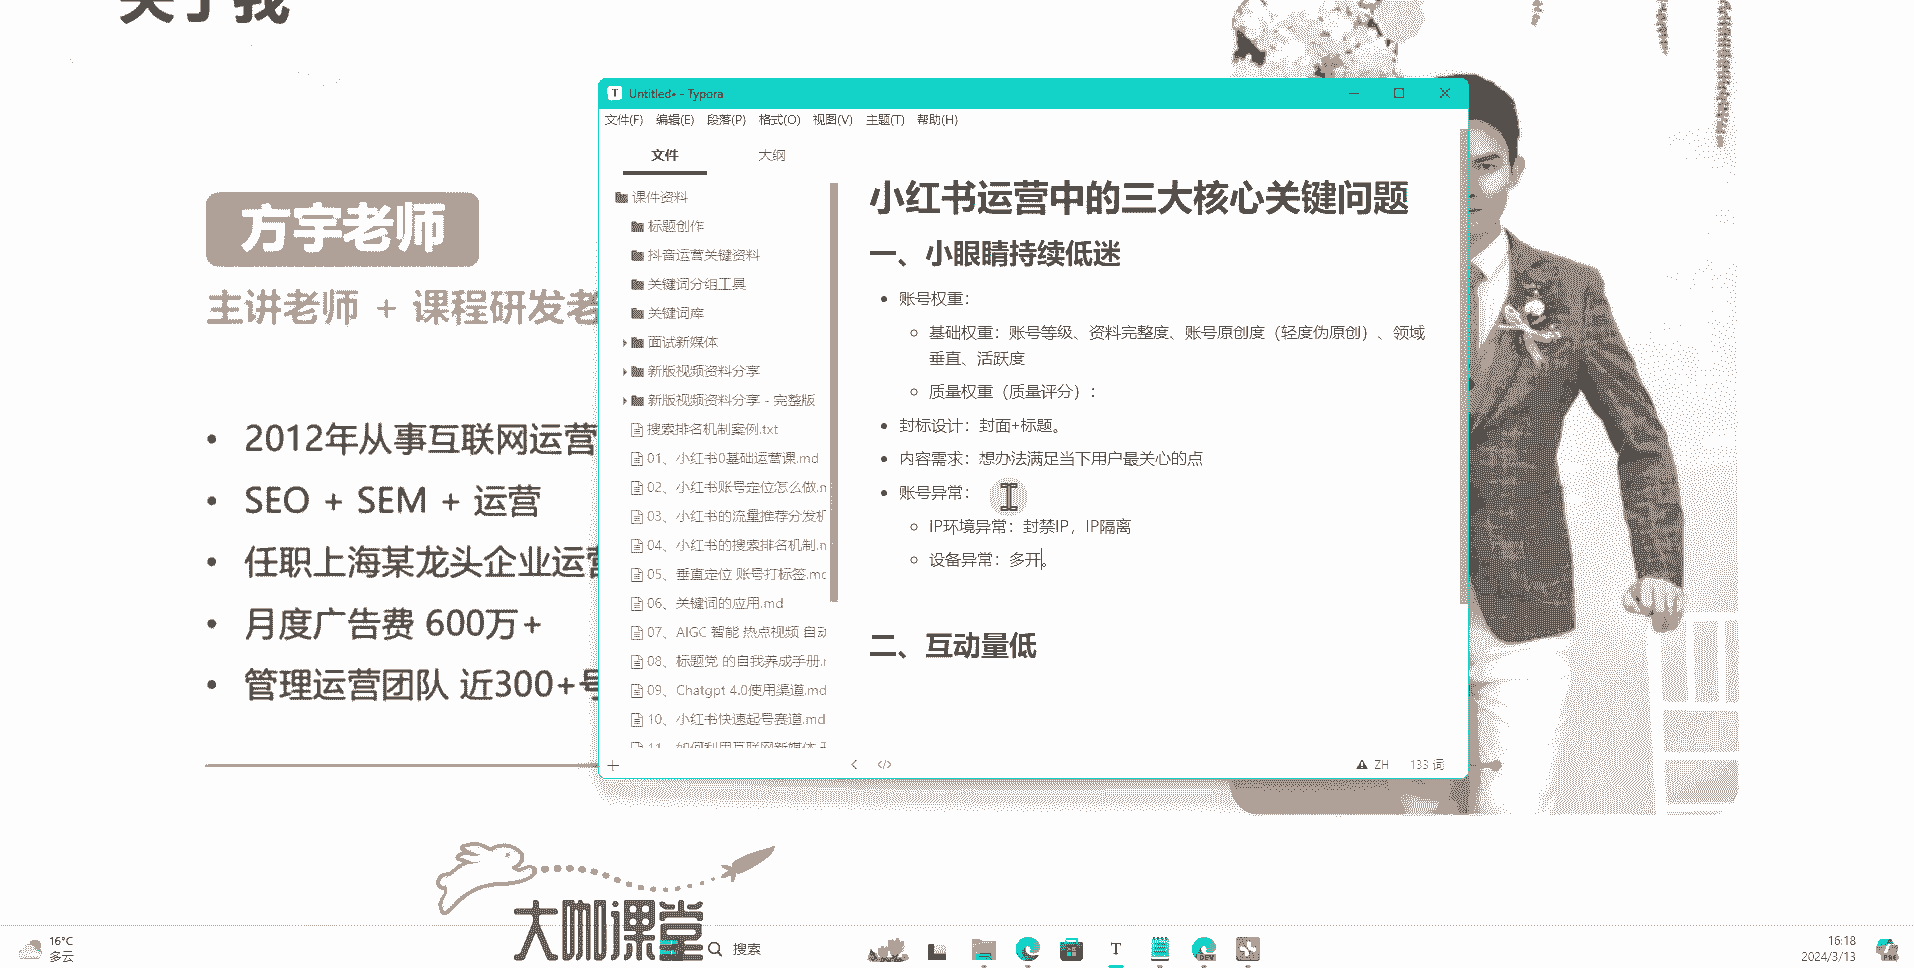 关于我
方宇老师
主讲老师 + 课程研发老
• 2012年从事互联网运营
• SEO + SEM + 运营
• 任职上海某龙头企业运营
• 月度广告费 600万+
• 管理运营团队 近300+号
Untitled• - Typora
文件(F) 编辑(E) 段落(P) 格式(O) 视图(V) 主题(T) 帮助(H)
文件 大纲
课件资料
标题创作
抖音运营关键资料
关键词分组工具
关键词库
面试新媒体
新版视频资料分享
新版视频资料分享 - 完整版
搜索排名机制案例.txt
01、小红书0基础运营课.md
02、小红书账号定位怎么做.m
03、小红书的流量推荐分发机
04、小红书的搜索排名机制.m
05、垂直定位 账号打标签.mc
06、关键词的应用.md
07、AIGC 智能 热点视频 自动
08、标题党 的自我养成手册.r
09、Chatgpt 4.0使用渠道.md
10、小红书快速起号赛道.md
11、如何利用互联网新媒体
小红书运营中的三大核心关键问题
一、小眼睛持续低迷
• 账号权重：
基础权重：账号等级、资料完整度、账号原创度（轻度伪原创）、领域
垂直、活跃度
质量权重（质量评分）：
• 封标设计：封面+标题。
• 内容需求：想办法满足当下用户最关心的点
• 账号异常：
IP环境异常：封禁IP，IP隔离
设备异常：多开。
二、互动量低
ZH 133 词
大咖课堂
16°C
多云
搜索
T
DEV
16:18
2024/3/13
PRE